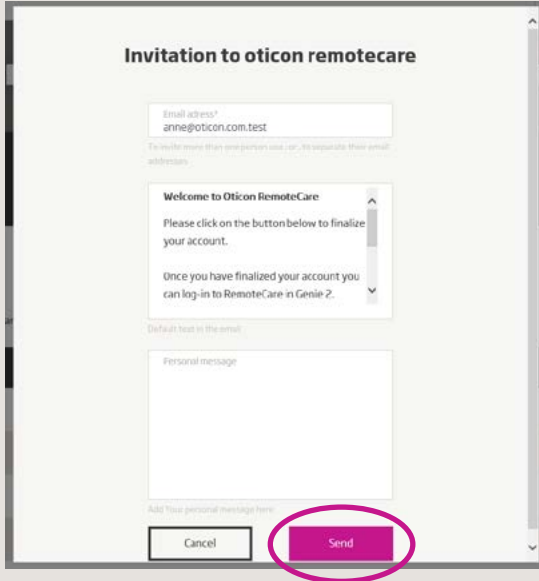 Invitation to oticon remotecare
Email adress*
anne@oticon.com.test
To invite more than one person use , or ; to separate their email
addresses
Welcome to Oticon RemoteCare
Please click on the button below to finalize
your account.
Once you have finalized your account you
can log-in to RemoteCare in Genie 2.
Default text in the email
Personal message
Add Your personal message here
Cancel
Send